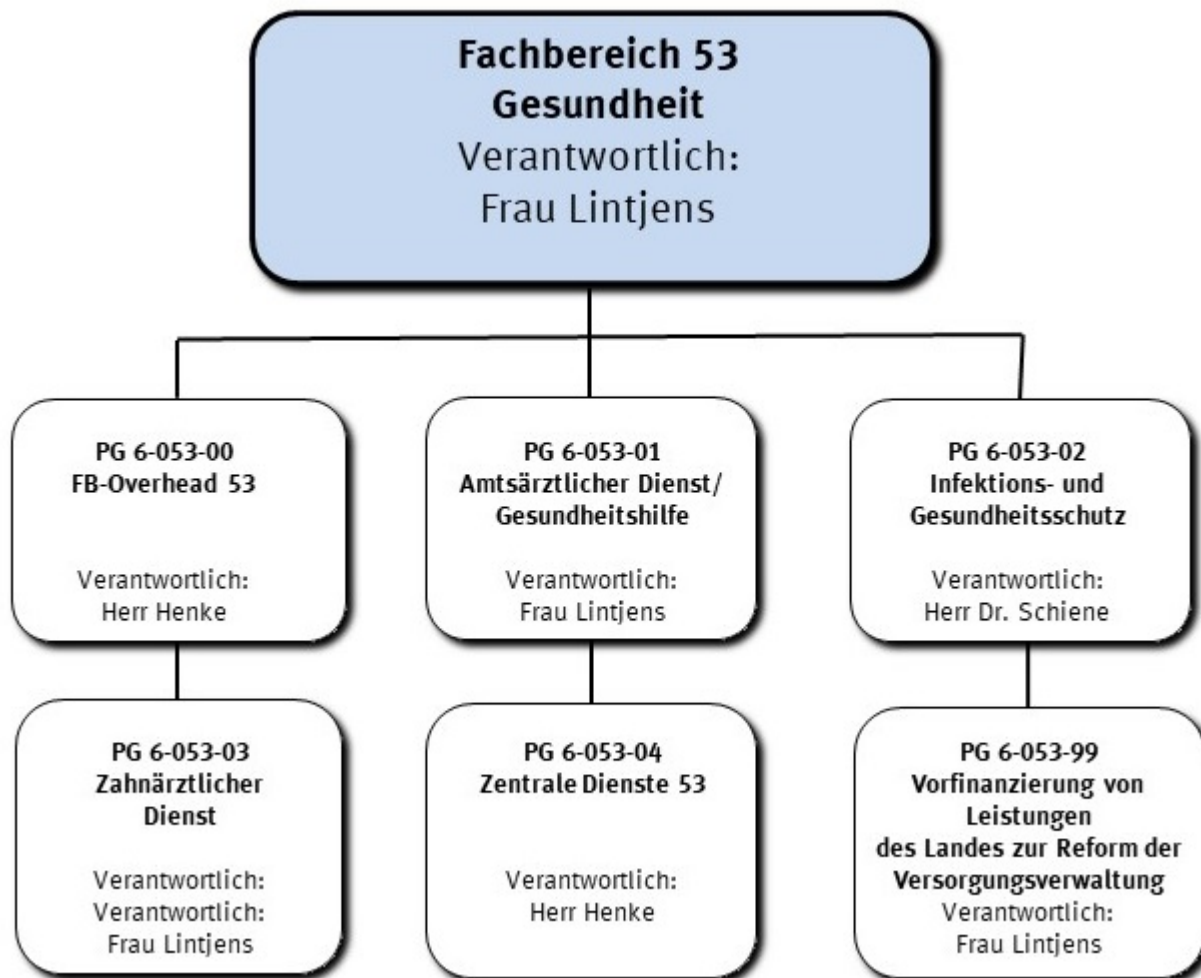 Fachbereich 53
Gesundheit
Verantwortlich:
Frau Lintjens
PG 6-053-00
FB-Overhead 53
Verantwortlich:
Herr Henke
PG 6-053-01
Amtsärztlicher Dienst/
Gesundheitshilfe
Verantwortlich:
Frau Lintjens
PG 6-053-02
Infektions- und
Gesundheitsschutz
Verantwortlich:
Herr Dr. Schiene
PG 6-053-03
Zahnärztlicher
Dienst
Verantwortlich:
Verantwortlich:
Frau Lintjens
PG 6-053-04
Zentrale Dienste 53
Verantwortlich:
Herr Henke
PG 6-053-99
Vorfinanzierung von
Leistungen
des Landes zur Reform der
Versorgungsverwaltung
Verantwortlich:
Frau Lintjens